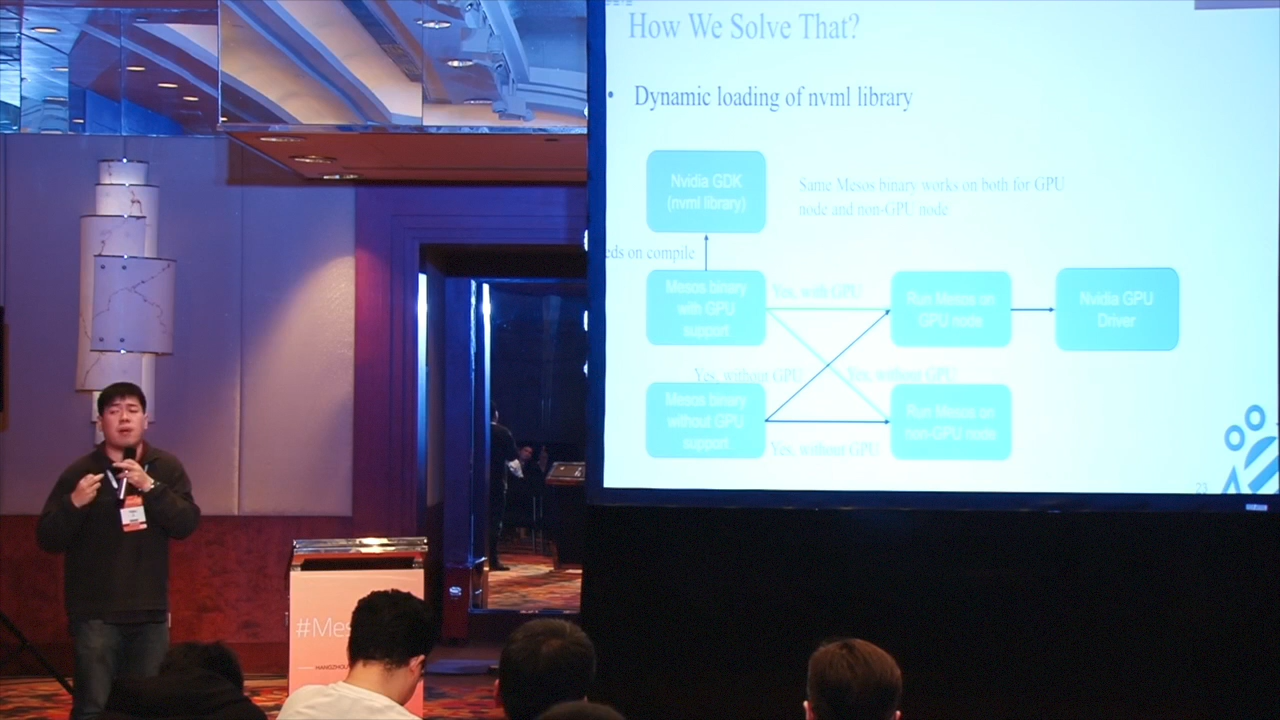 How We Solve That?
• Dynamic loading of nvml library
Nvidia GDK
(nvml library)
Same Mesos binary works on both for GPU
node and non-GPU node
eds on compile
Mesos binary
with GPU
support
Yes, with GPU
Run Mesos on
GPU node
Nvidia GPU
Driver
Yes, without GPU
Yes, without GPU
Mesos binary
without GPU
support
Run Mesos on
non-GPU node
Yes, without GPU
23
#Mes
HANGZHOU